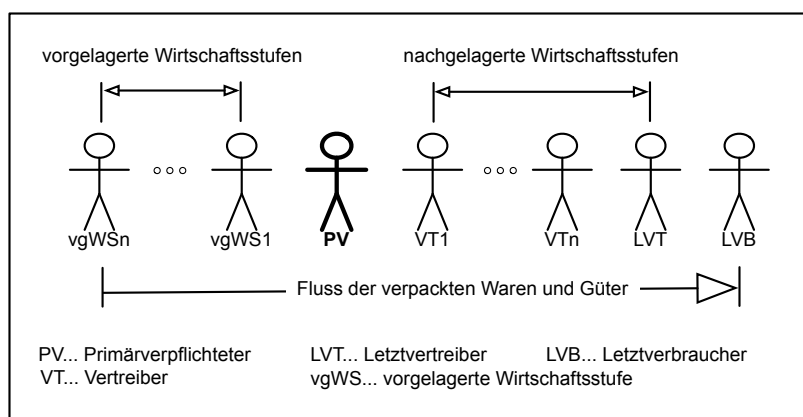 vorgelagerte Wirtschaftsstufen nachgelagerte Wirtschaftsstufen
vgWSn vgWS1 PV VT1 VTn LVT LVB
Fluss der verpackten Waren und Güter
PV... Primärverpflichteter LVT... Letztvertreiber LVB... Letztverbraucher
VT... Vertreiber vgWS... vorgelagerte Wirtschaftsstufe